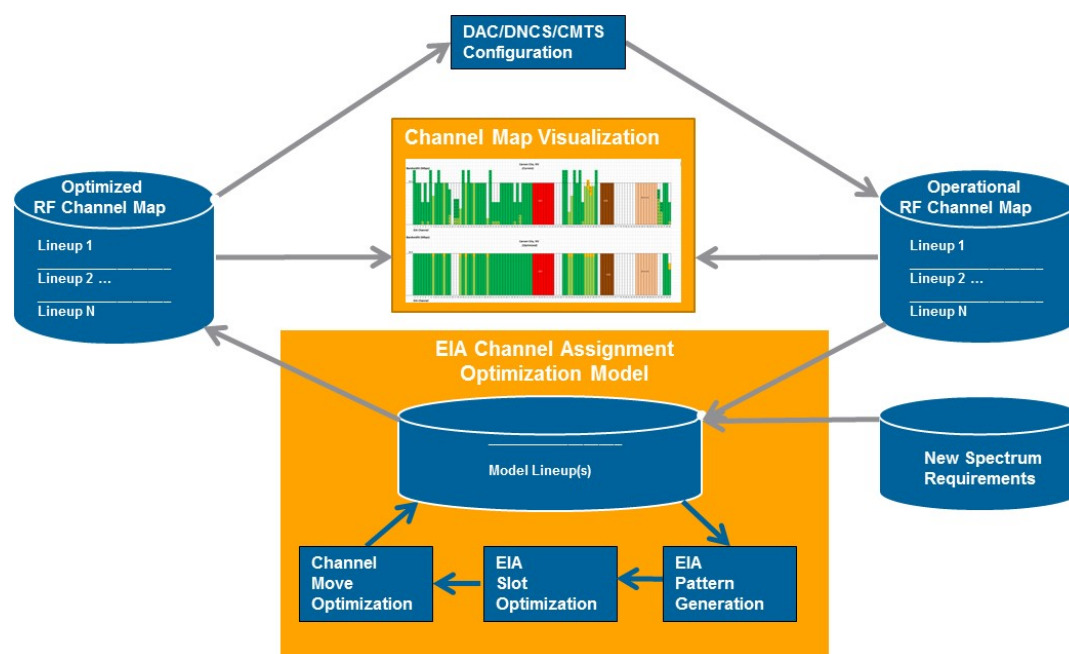 DAC/DNCS/CMTS
Configuration
Channel Map Visualization
Optimized
RF Channel Map
Lineup 1
Lineup 2 ...
Lineup N
Operational
RF Channel Map
Lineup 1
Lineup 2 ...
Lineup N
EIA Channel Assignment
Optimization Model
Model Lineup(s)
New Spectrum
Requirements
Channel
Move
Optimization
EIA
Slot
Optimization
EIA
Pattern
Generation